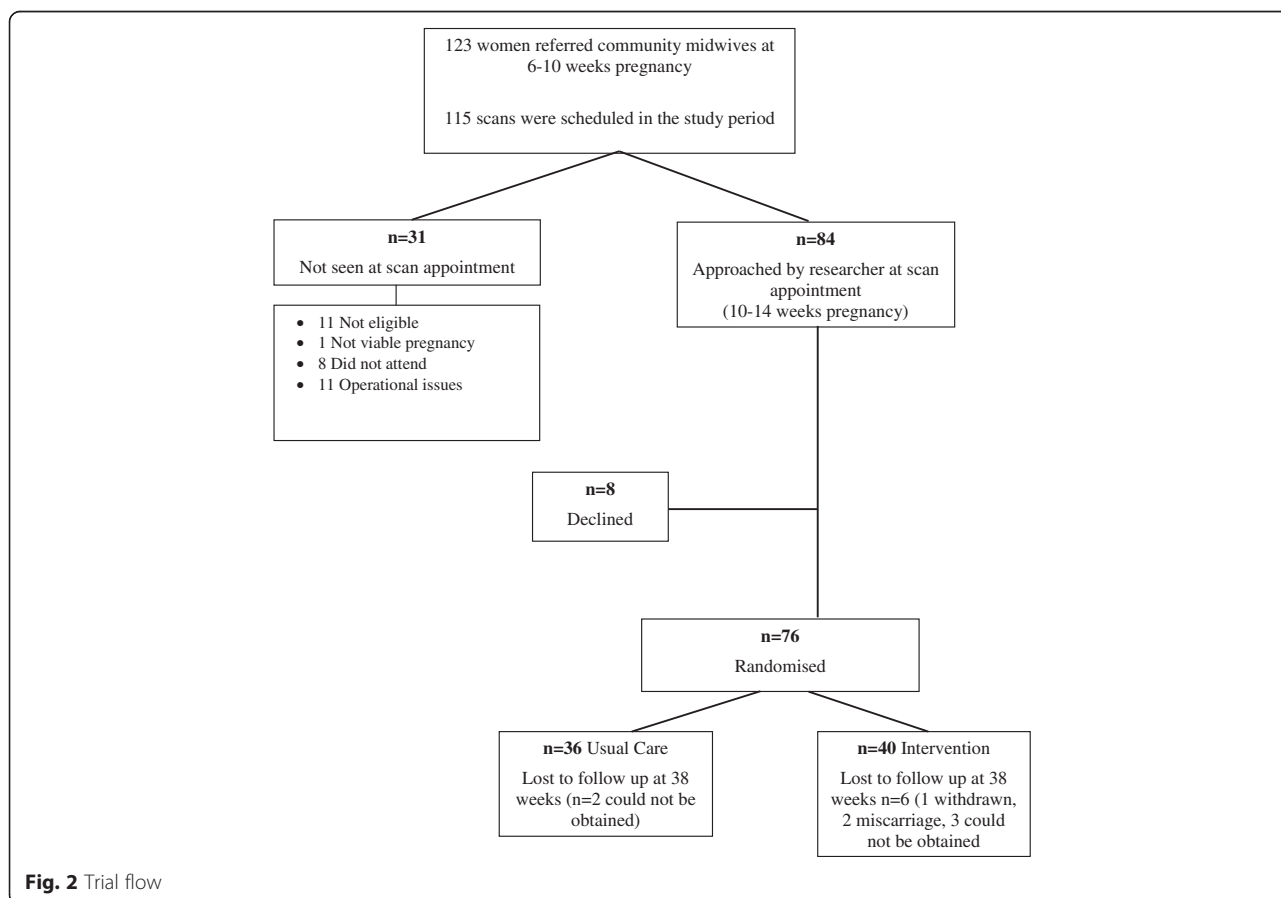 123 women referred community midwives at
6-10 weeks pregnancy
115 scans were scheduled in the study period
n=31
Not seen at scan appointment
• 11 Not eligible
• 1 Not viable pregnancy
• 8 Did not attend
• 11 Operational issues
n=84
Approached by researcher at scan
appointment
(10-14 weeks pregnancy)
n=8
Declined
n=76
Randomised
n=36 Usual Care
Lost to follow up at 38
weeks (n=2 could not be
obtained)
n=40 Intervention
Lost to follow up at 38
weeks n=6 (1 withdrawn,
2 miscarriage, 3 could
not be obtained
Fig. 2 Trial flow